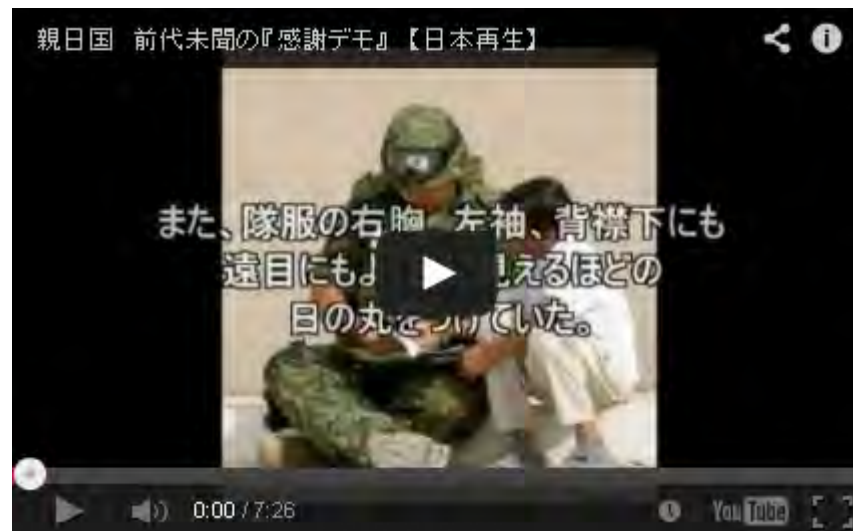 親日国 前代未聞の『感謝デモ』【日本再生】
また、隊服の右胸、左袖、背襟下にも
遠目にもよ 見えるほどの
日の丸をつけていた。
0:00 / 7:26
YouTube